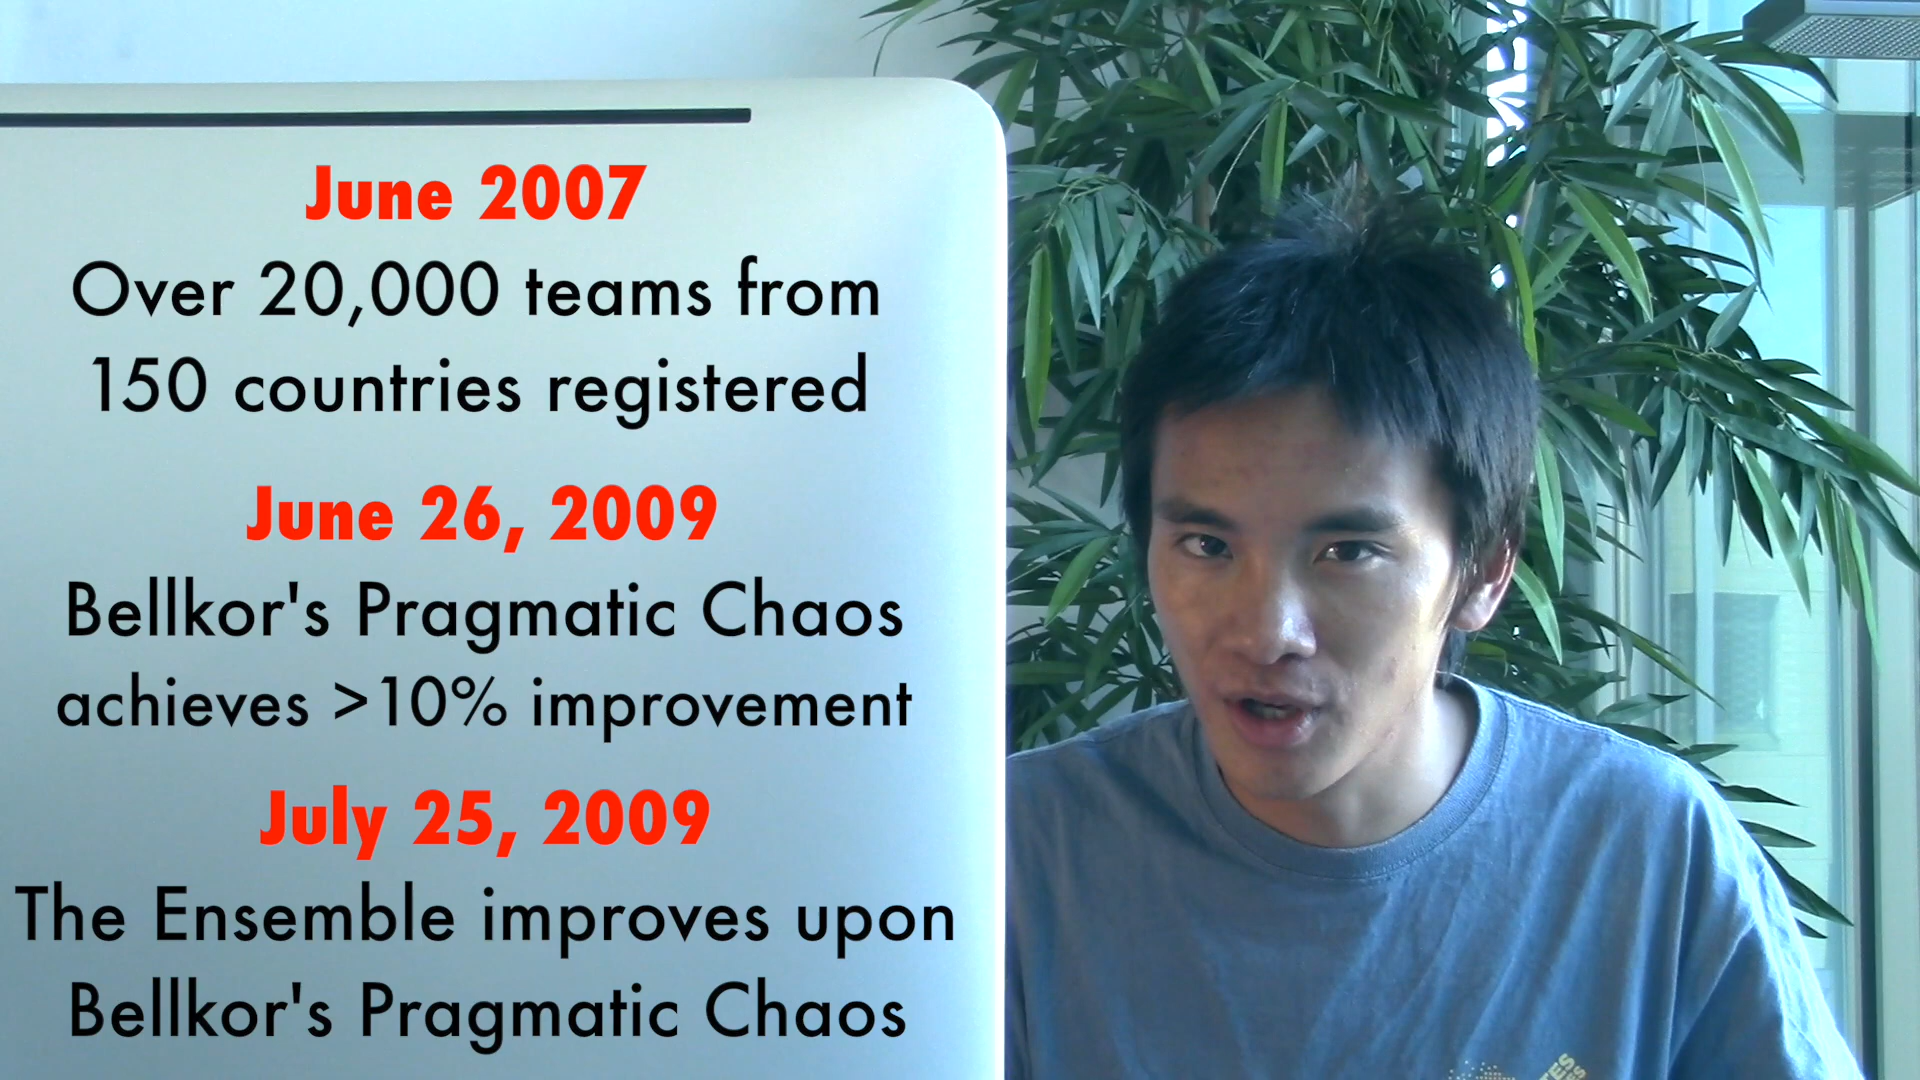 June 2007
Over 20,000 teams from
150 countries registered
June 26, 2009
Bellkor's Pragmatic Chaos
achieves >10% improvement
July 25, 2009
The Ensemble improves upon
Bellkor's Pragmatic Chaos